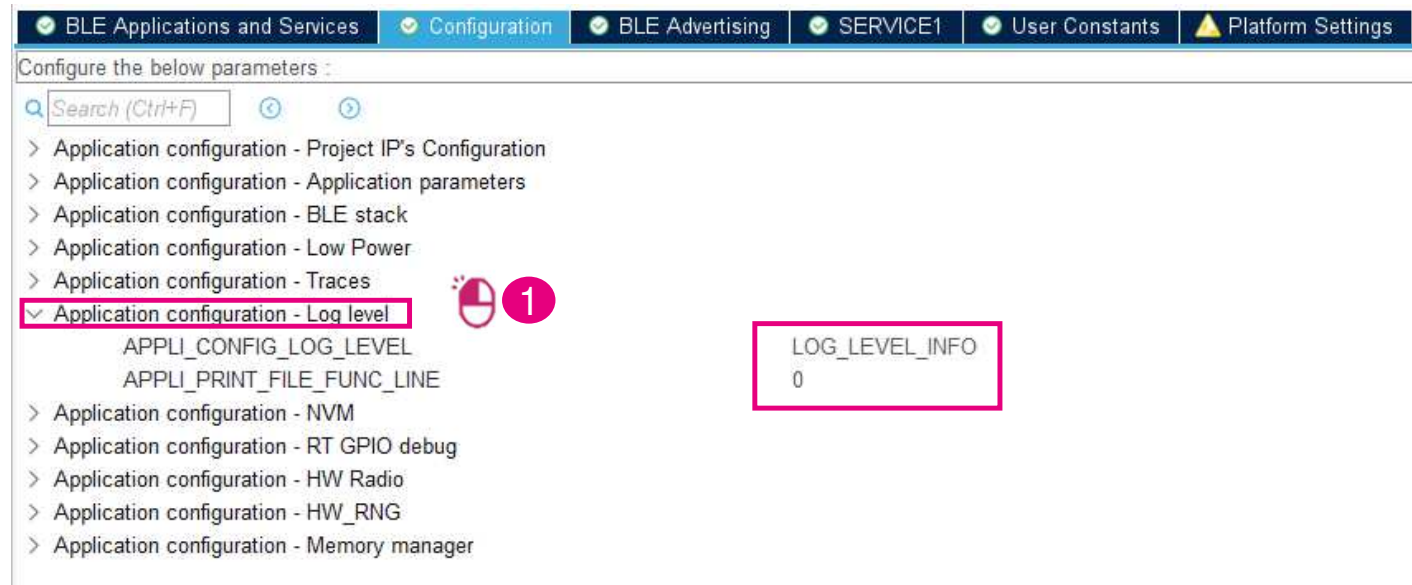 BLE Applications and Services Configuration BLE Advertising SERVICE1 User Constants Platform Settings
Configure the below parameters :
Search (Ctrl+F)
> Application configuration - Project IP's Configuration
> Application configuration - Application parameters
> Application configuration - BLE stack
> Application configuration - Low Power
> Application configuration - Traces
Application configuration - Log level 1
APPLI_CONFIG_LOG_LEVEL LOG_LEVEL_INFO
APPLI_PRINT_FILE_FUNC_LINE 0
> Application configuration - NVM
> Application configuration - RT GPIO debug
> Application configuration - HW Radio
> Application configuration - HW_RNG
> Application configuration - Memory manager